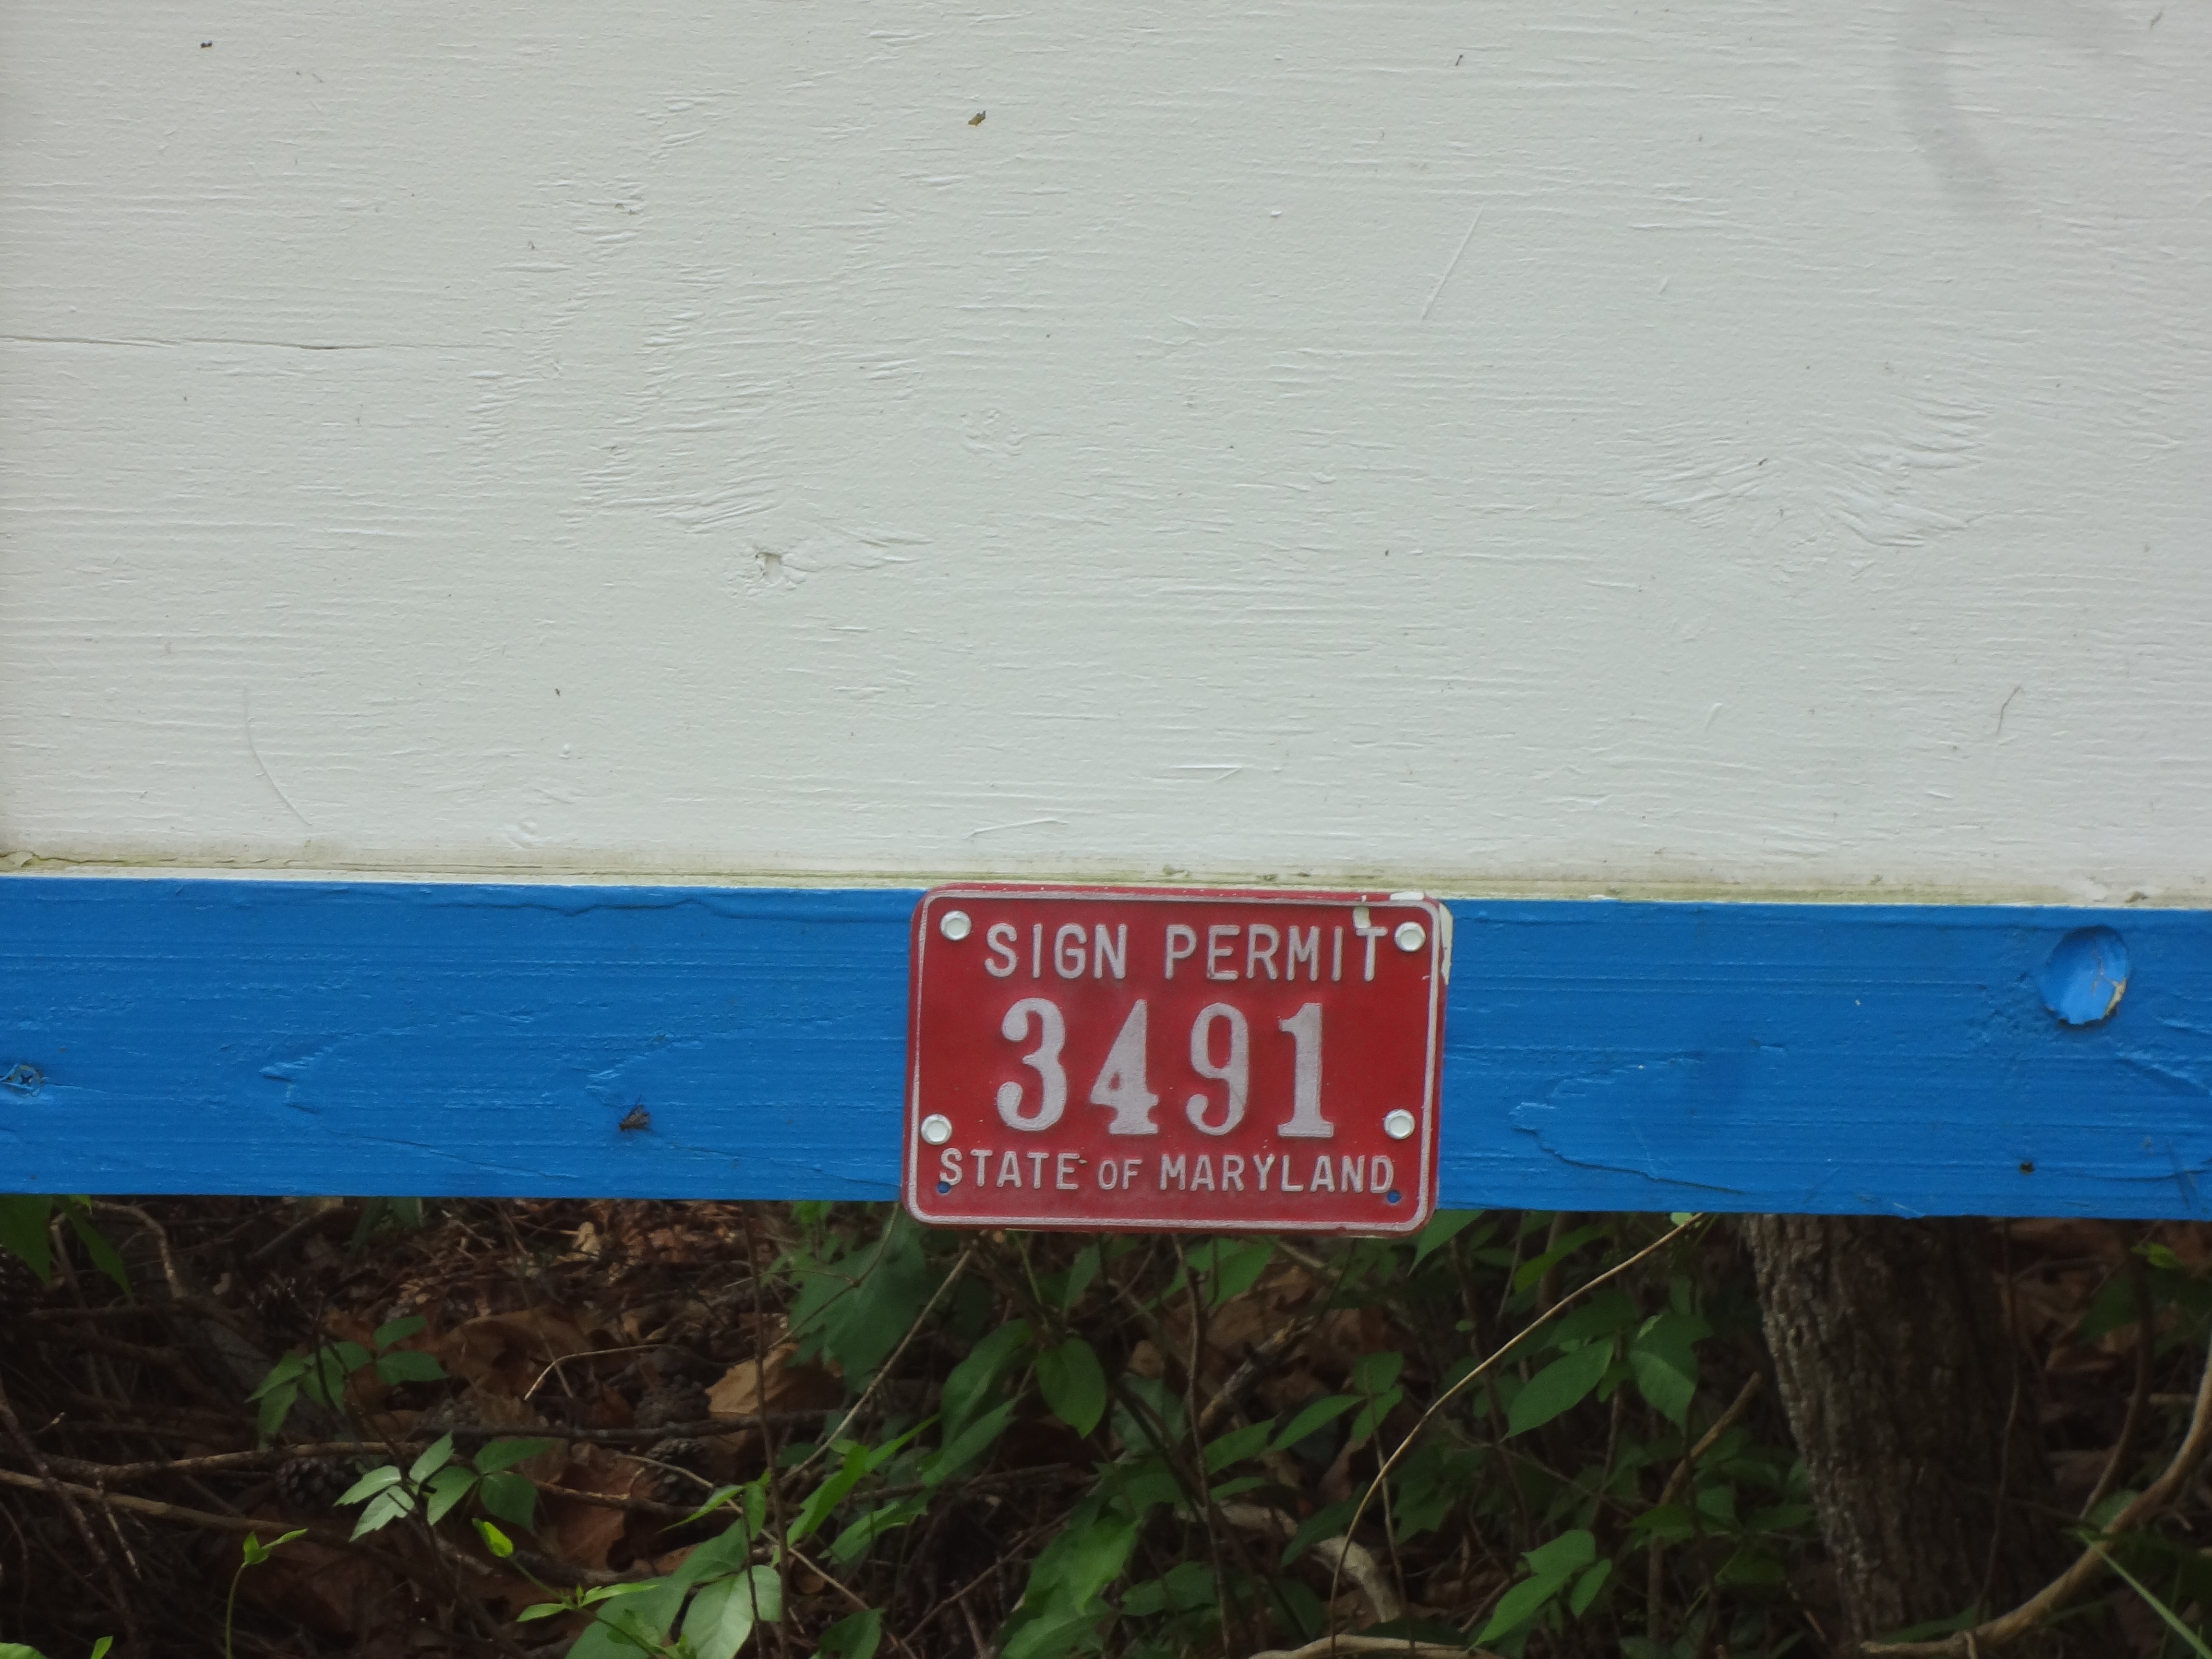 SIGN PERMIT
3491
STATE OF MARYLAND